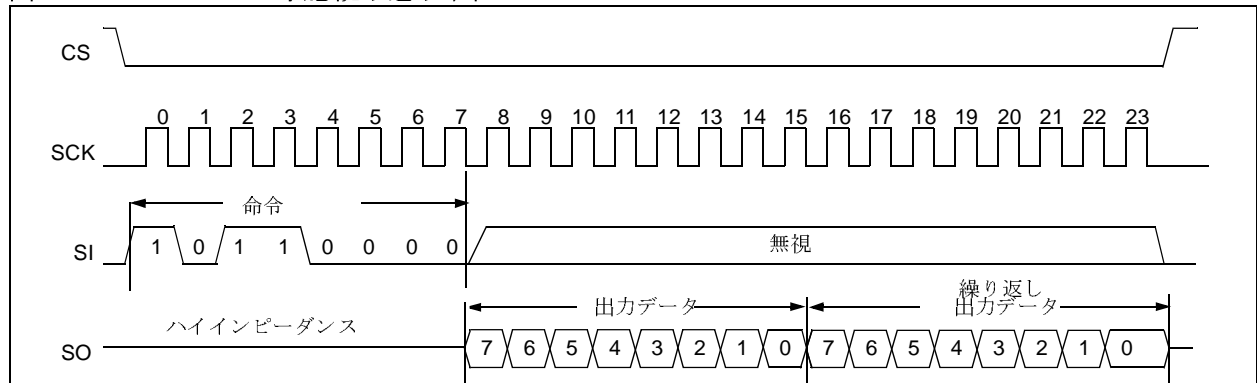 CS
0 1 2 3 4 5 6 7 8 9 10 11 12 13 14 15 16 17 18 19 20 21 22 23
SCK
命令
SI 1 0 1 1 0 0 0 0 無視
繰り返し
出力データ 出力データ
ハイインピーダンス
SO 7 6 5 4 3 2 1 0 7 6 5 4 3 2 1 0